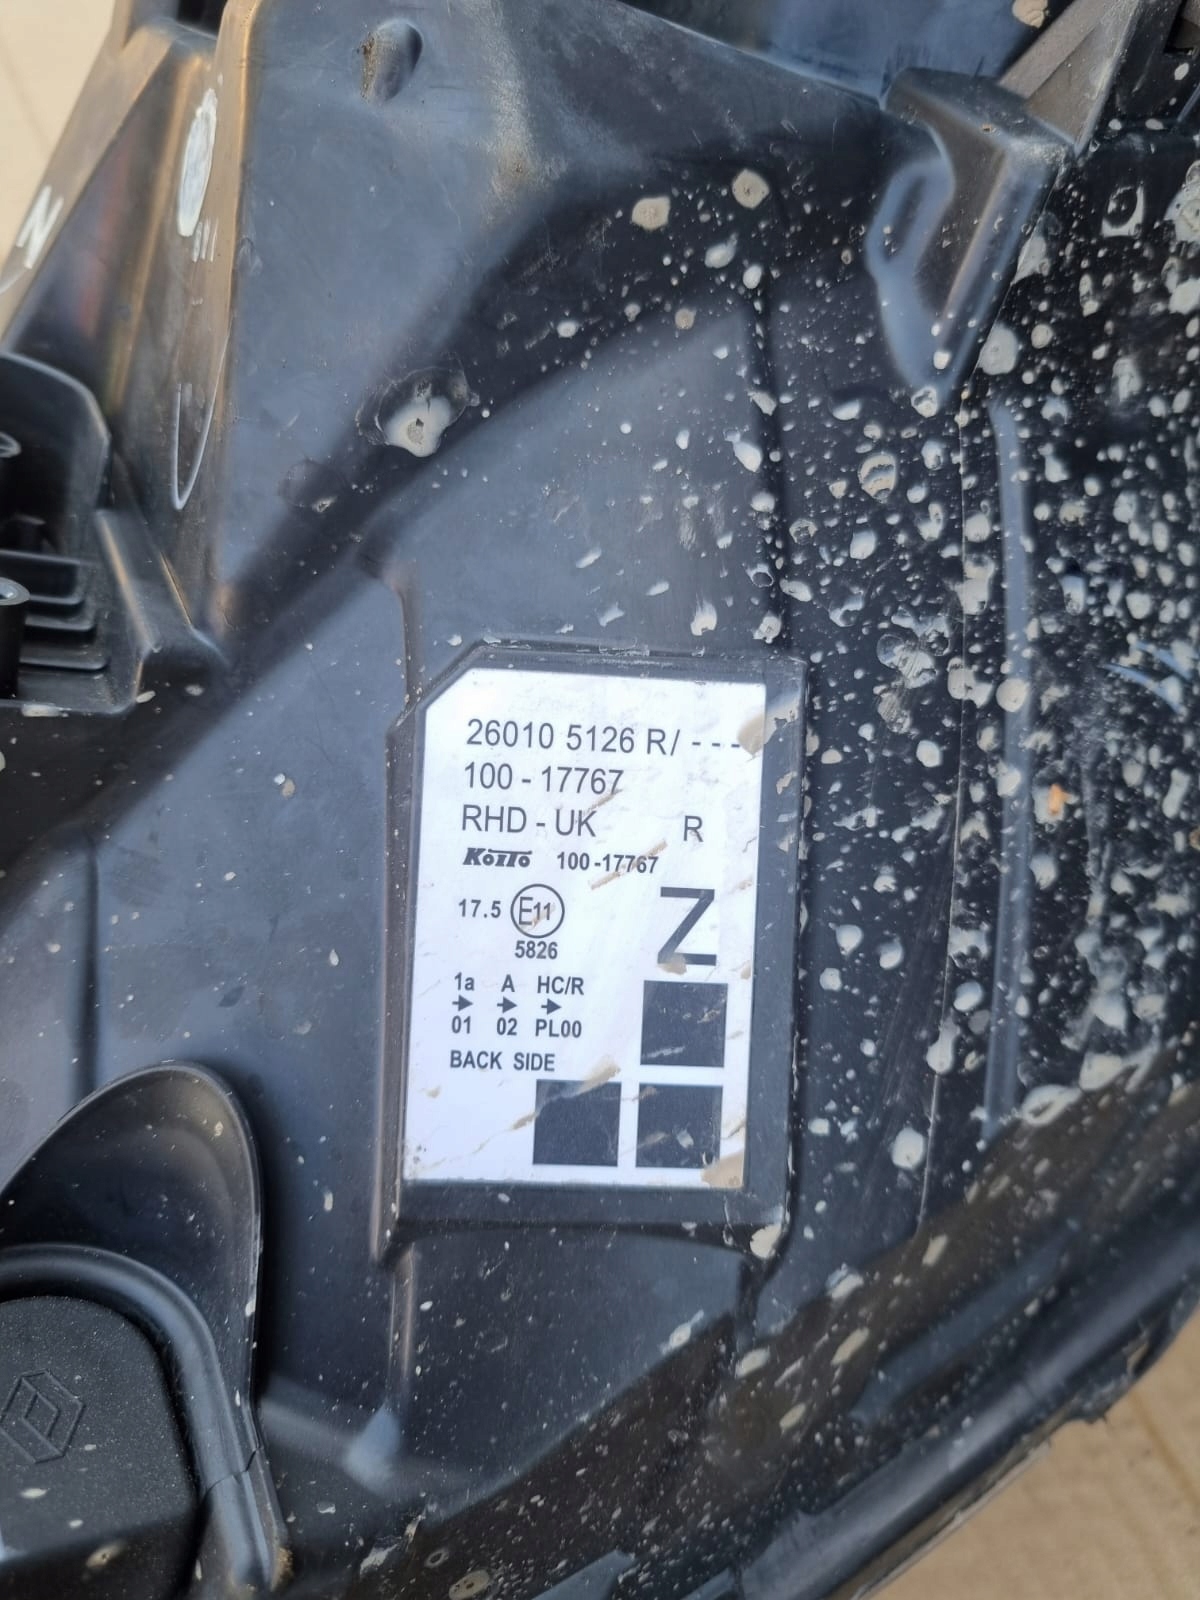 26010 5126 R/ - - -
100 - 17767
RHD - UK R
KOITO 100-17767
17.5 E11
5826
Z
1a A HC/R
01 02 PL00
BACK SIDE
N